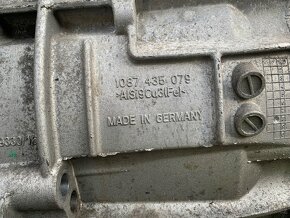 1087 435 079
>AlSi9Cu3(Fe)<
MADE IN GERMANY